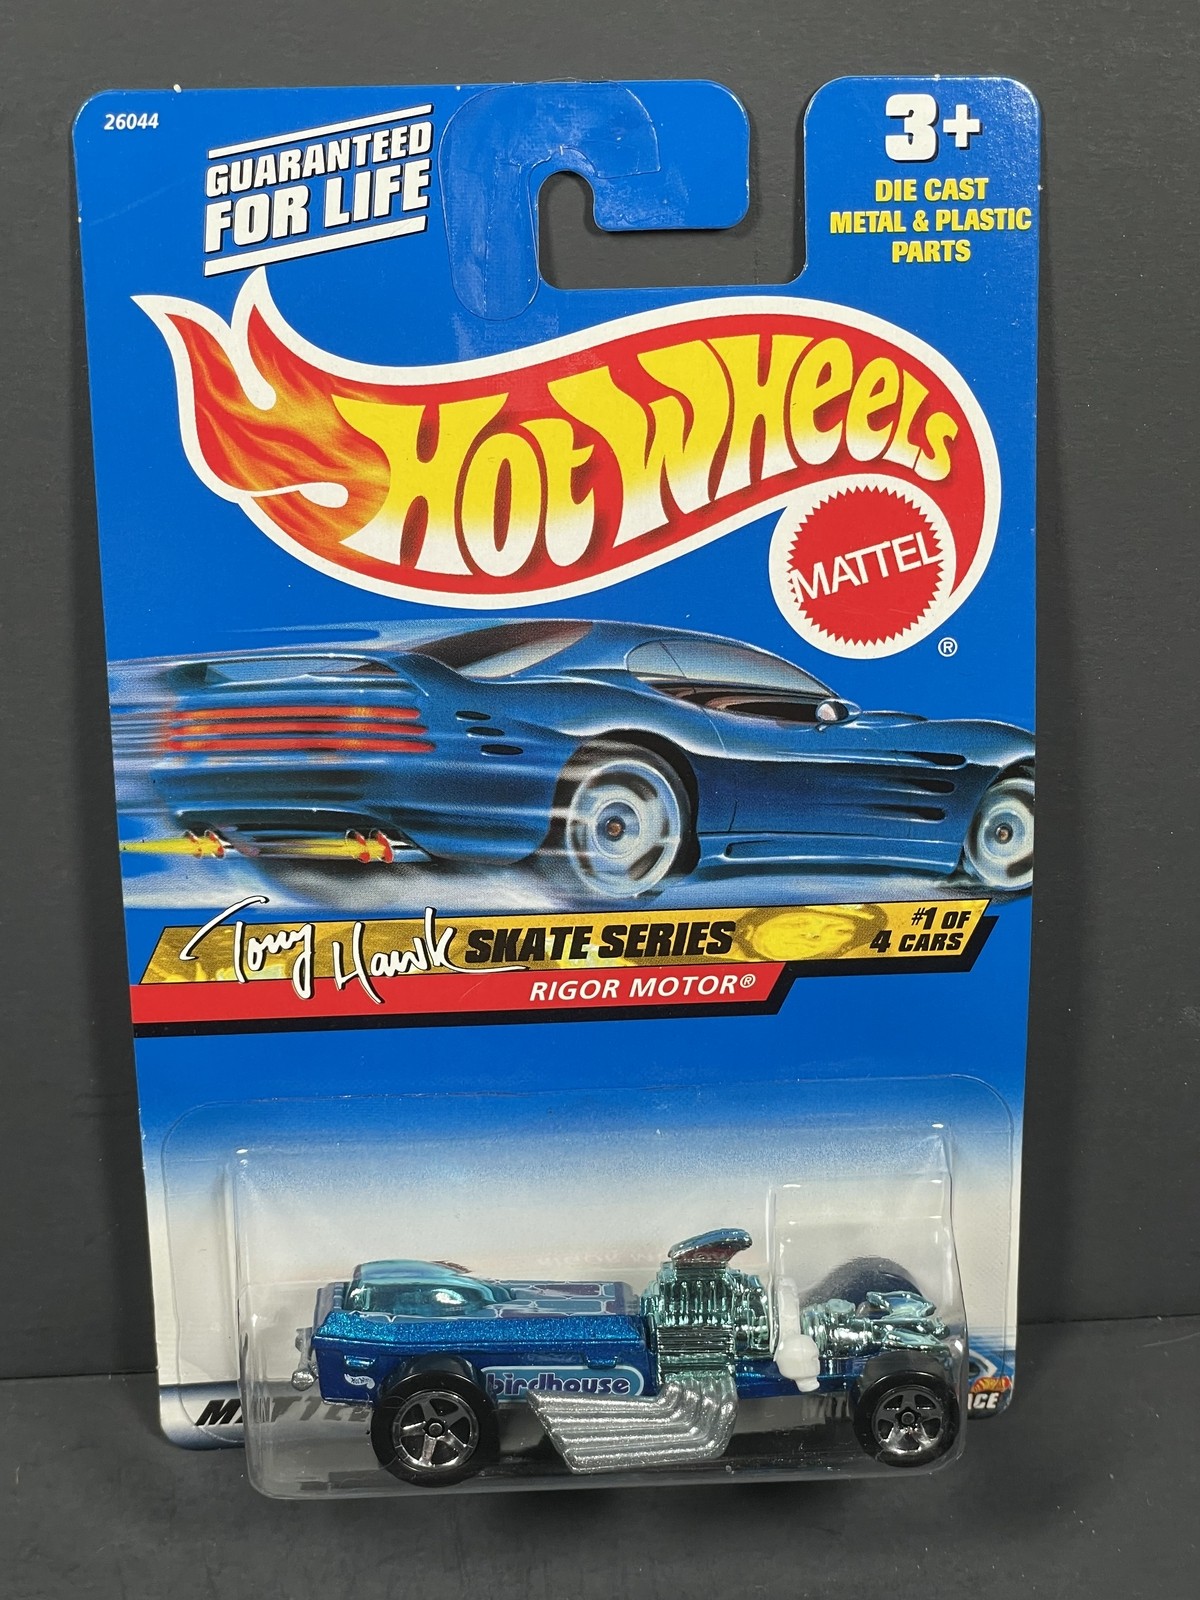 26044
GUARANTEED
FOR LIFE
3+
DIE CAST
METAL & PLASTIC
PARTS
HOT WHEELS
MATTEL
®
Tony Hawk SKATE SERIES
#1 OF
4 CARS
RIGOR MOTOR®
birdhouse